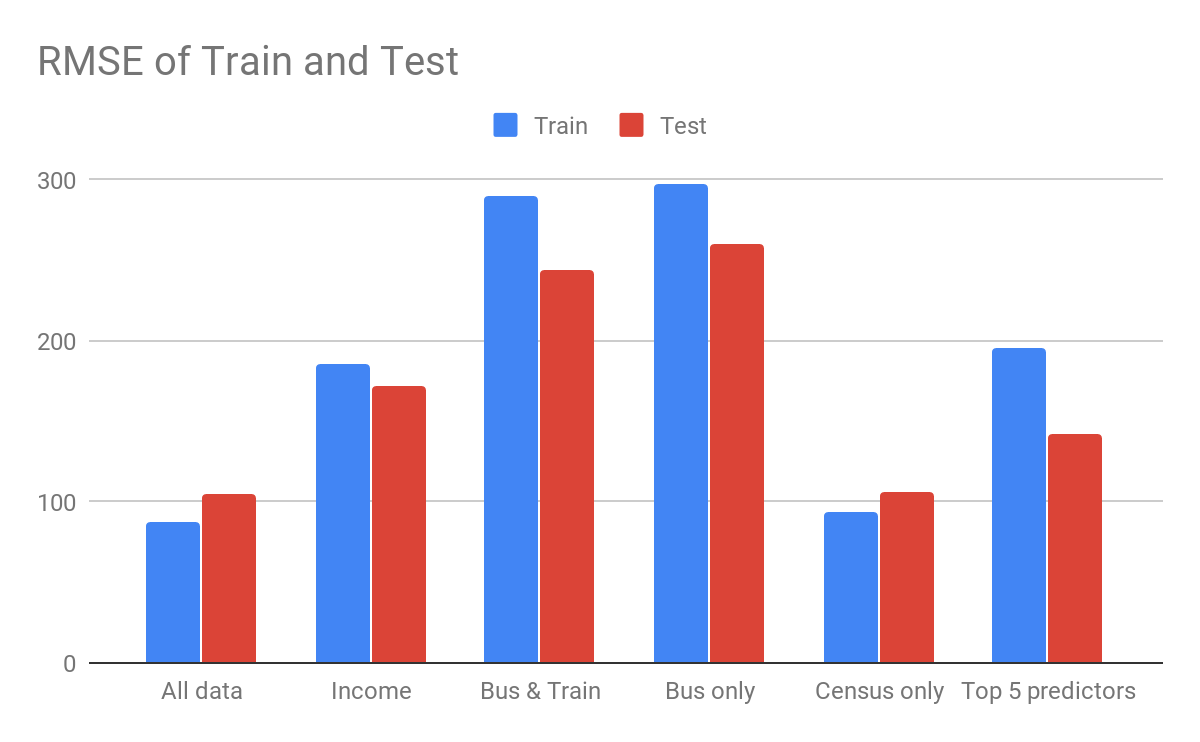 RMSE of Train and Test
Train Test
300
200
100
0
All data Income Bus & Train Bus only Census only Top 5 predictors